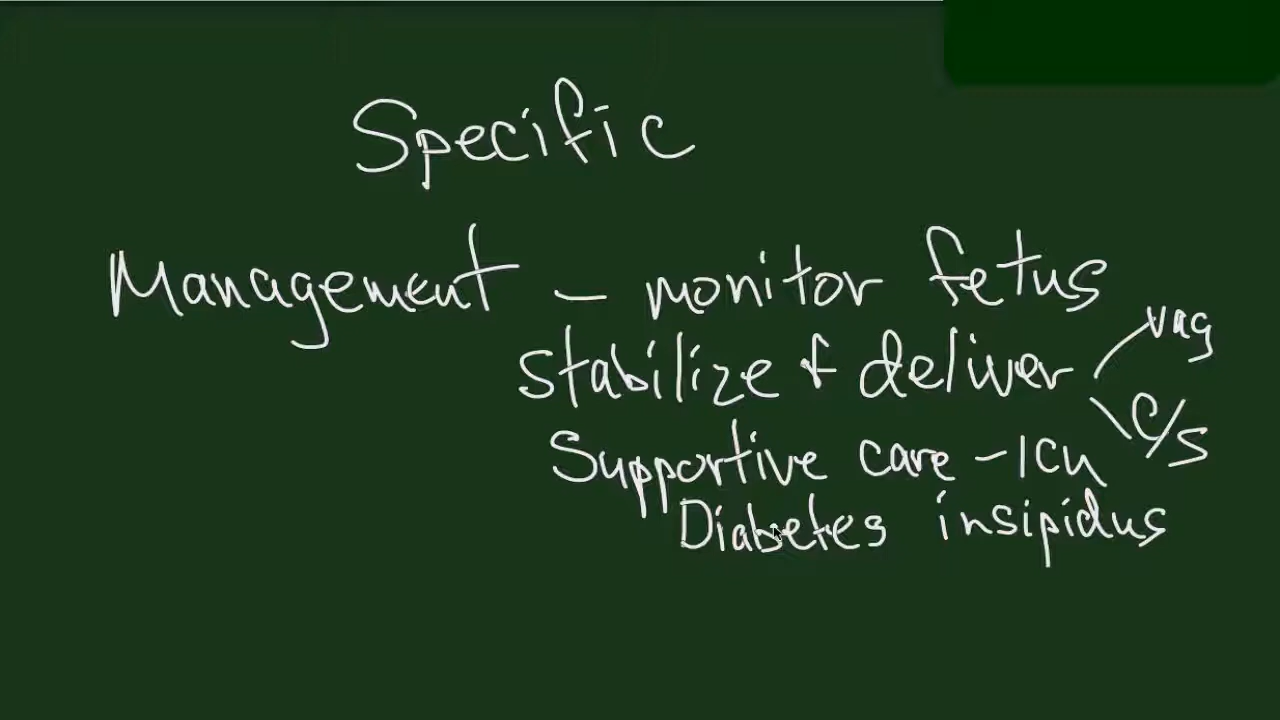 Specific
Management – monitor fetus
stabilize & deliver vag
C/S
Supportive care – ICU
Diabetes insipidus